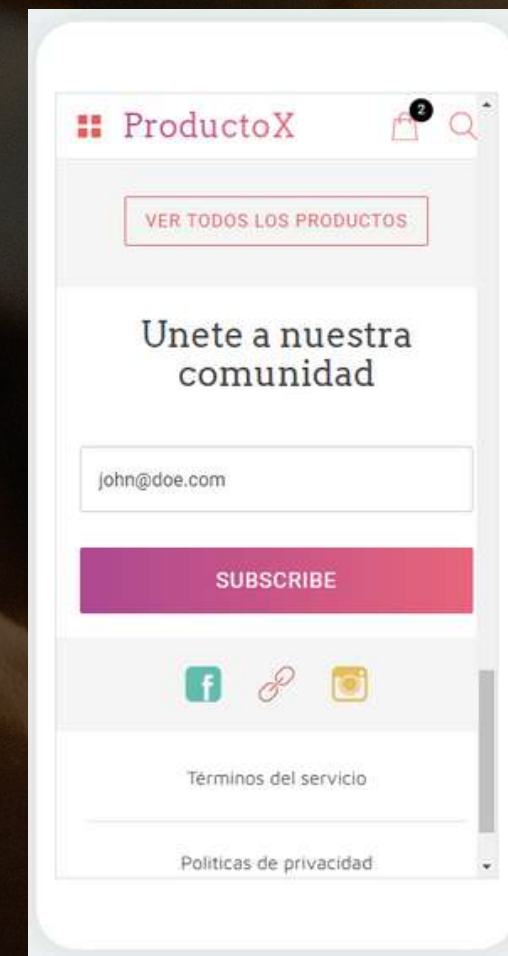 ProductoX
2
VER TODOS LOS PRODUCTOS
Unete a nuestra
comunidad
john@doe.com
SUBSCRIBE
f
Términos del servicio
Politicas de privacidad